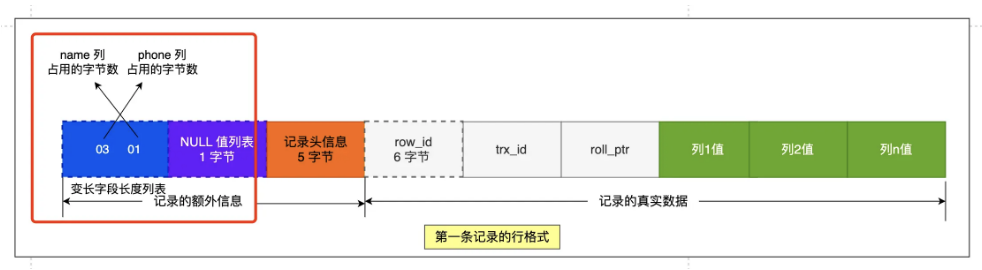 name 列
占用的字节数
phone 列
占用的字节数
03
01
NULL 值列表
1 字节
记录头信息
5 字节
row_id
6 字节
trx_id
roll_ptr
列1值
列2值
列n值
变长字段长度列表
记录的额外信息
记录的真实数据
第一条记录的行格式